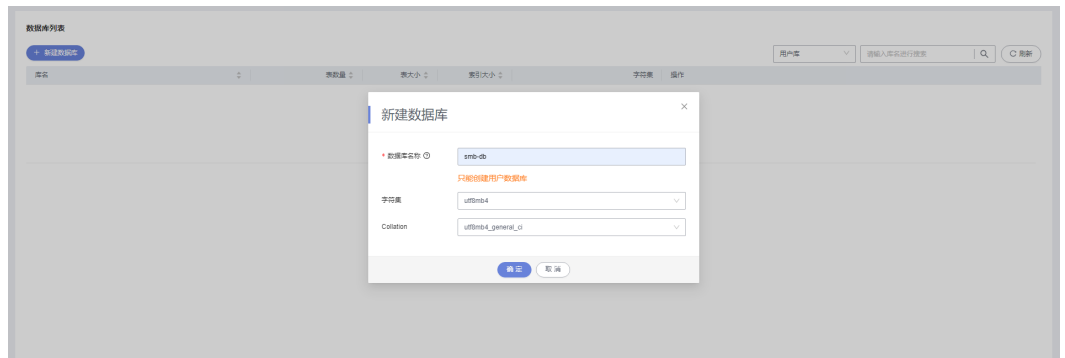 数据库列表
+ 新建数据库
用户库
请输入库名进行搜索
刷新
库名 表数量 表大小 索引大小 字符集 操作
新建数据库
* 数据库名称
smb-db
只能创建用户数据库
字符集
utf8mb4
Collation
utf8mb4_general_ci
确定
取消